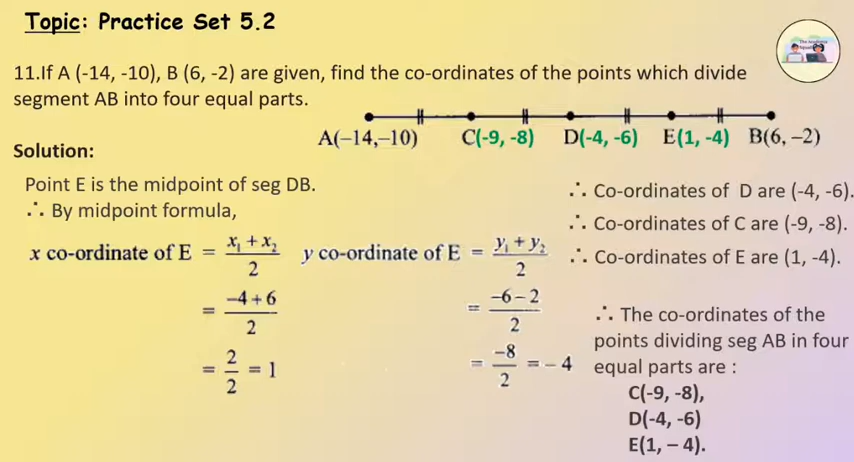 Topic: Practice Set 5.2
The Academic
Equation
11.If A (-14, -10), B (6, -2) are given, find the co-ordinates of the points which divide
segment AB into four equal parts.
A(−14,−10) C(-9, -8) D(-4, -6) E(1, -4) B(6, −2)
Solution:
Point E is the midpoint of seg DB.
∴ By midpoint formula,
x co-ordinate of E = (x₁ + x₂)/2
= (−4 + 6)/2
= 2/2 = 1
y co-ordinate of E = (y₁ + y₂)/2
= (−6 − 2)/2
= −8/2 = − 4
∴ Co-ordinates of D are (-4, -6).
∴ Co-ordinates of C are (-9, -8).
∴ Co-ordinates of E are (1, -4).
∴ The co-ordinates of the
points dividing seg AB in four
equal parts are :
C(-9, -8),
D(-4, -6)
E(1, − 4).